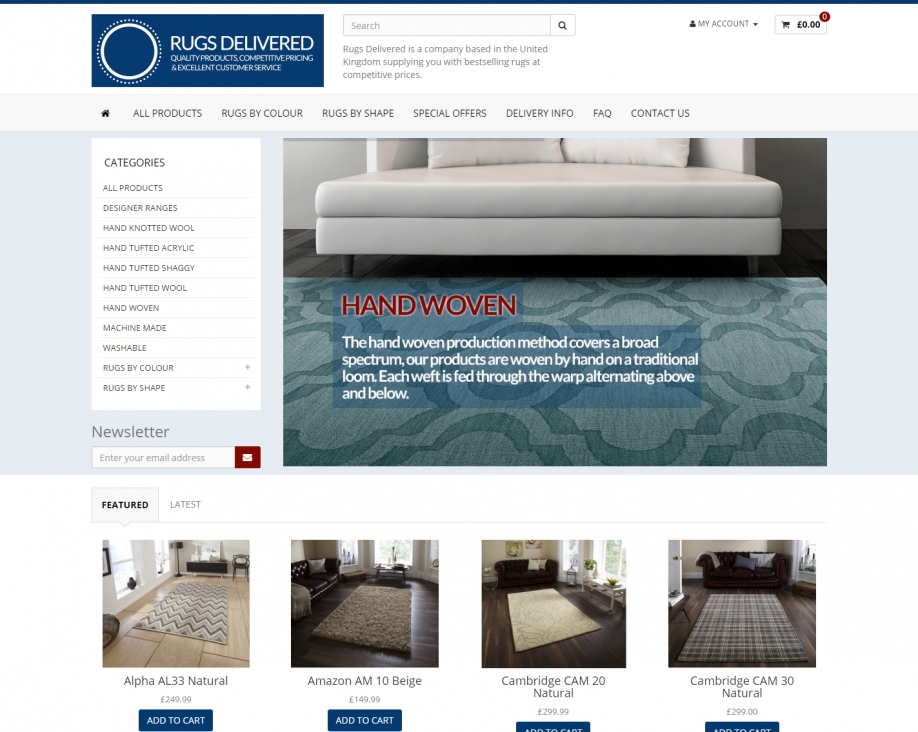 RUGS DELIVERED
QUALITY PRODUCTS, COMPETITIVE PRICING
& EXCELLENT CUSTOMER SERVICE
Search
Rugs Delivered is a company based in the United
Kingdom supplying you with bestselling rugs at
competitive prices.
MY ACCOUNT
£0.00
0
ALL PRODUCTS
RUGS BY COLOUR
RUGS BY SHAPE
SPECIAL OFFERS
DELIVERY INFO
FAQ
CONTACT US
CATEGORIES
ALL PRODUCTS
DESIGNER RANGES
HAND KNOTTED WOOL
HAND TUFTED ACRYLIC
HAND TUFTED SHAGGY
HAND TUFTED WOOL
HAND WOVEN
MACHINE MADE
WASHABLE
RUGS BY COLOUR +
RUGS BY SHAPE +
Newsletter
Enter your email address
HAND WOVEN
The hand woven production method covers a broad
spectrum, our products are woven by hand on a traditional
loom. Each weft is fed through the warp alternating above
and below.
FEATURED
LATEST
Alpha AL33 Natural
£249.99
ADD TO CART
Amazon AM 10 Beige
£149.99
ADD TO CART
Cambridge CAM 20
Natural
£299.99
ADD TO CART
Cambridge CAM 30
Natural
£299.00
ADD TO CART